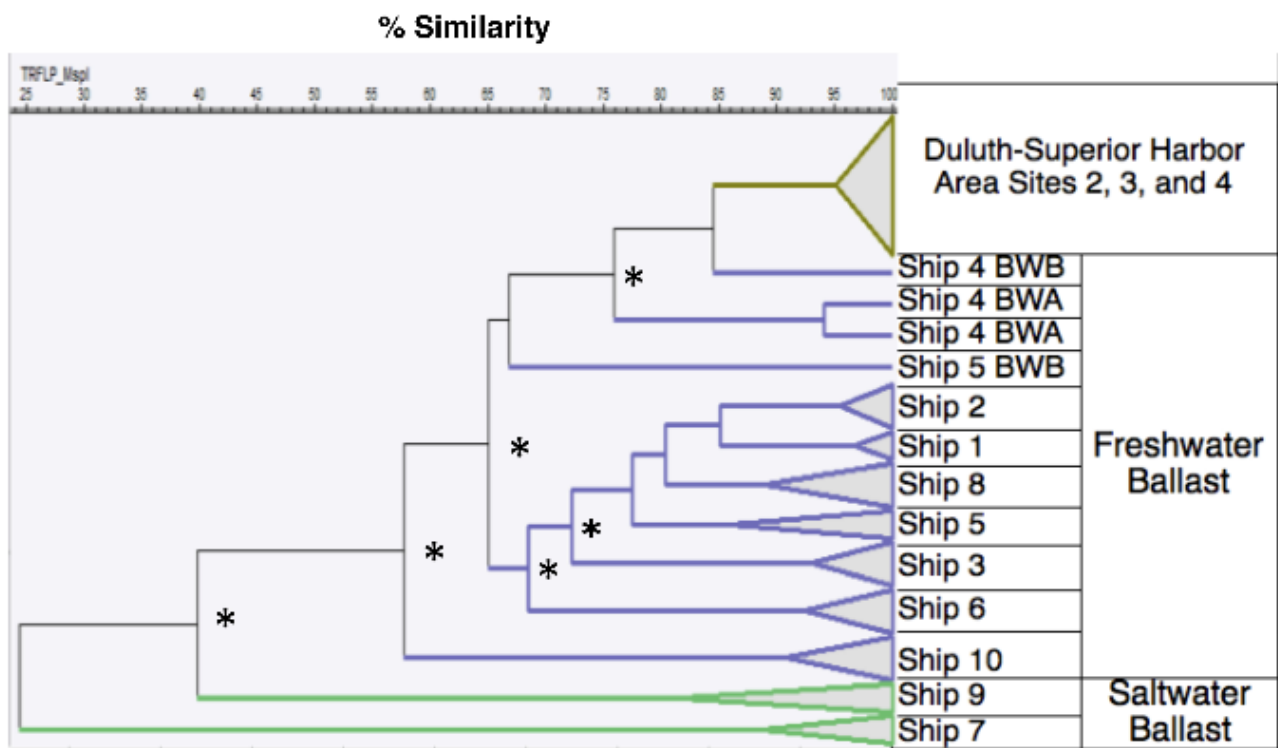 % Similarity
TRFLP_MspI
25 30 35 40 45 50 55 60 65 70 75 80 85 90 95 100
Duluth-Superior Harbor
Area Sites 2, 3, and 4
*
Ship 4 BWB
Ship 4 BWA
Ship 4 BWA
Ship 5 BWB
Ship 2
*
Ship 1
Freshwater
Ballast
Ship 8
*
Ship 5
*
Ship 3
*
Ship 6
*
Ship 10
Ship 9
Saltwater
Ballast
Ship 7